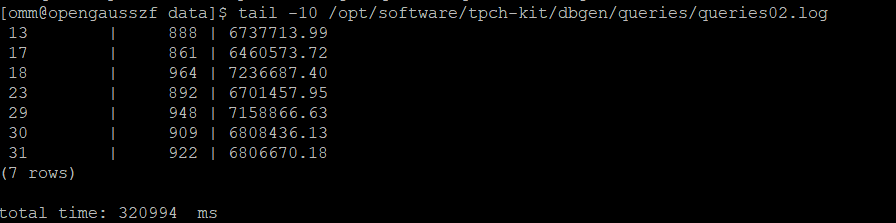 [omm@opengausszf data]$ tail -10 /opt/software/tpch-kit/dbgen/queries/queries02.log
13 | 888 | 6737713.99
17 | 861 | 6460573.72
18 | 964 | 7236687.40
23 | 892 | 6701457.95
29 | 948 | 7158866.63
30 | 909 | 6808436.13
31 | 922 | 6806670.18
(7 rows)
total time: 320994 ms